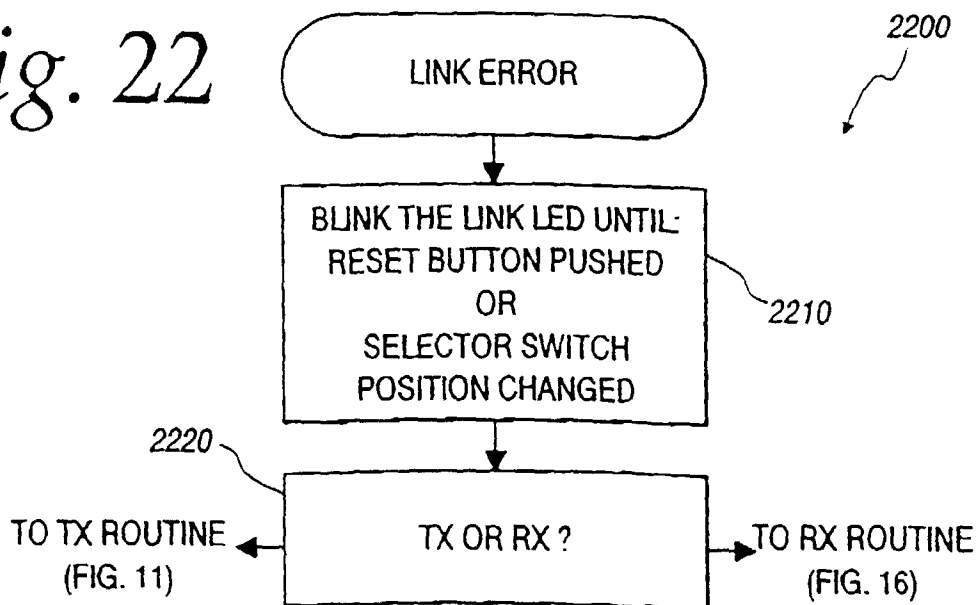 Fig. 22
2200
LINK ERROR
BLINK THE LINK LED UNTIL:
RESET BUTTON PUSHED
OR
SELECTOR SWITCH
POSITION CHANGED
2210
2220
TX OR RX ?
TO TX ROUTINE
(FIG. 11)
TO RX ROUTINE
(FIG. 16)